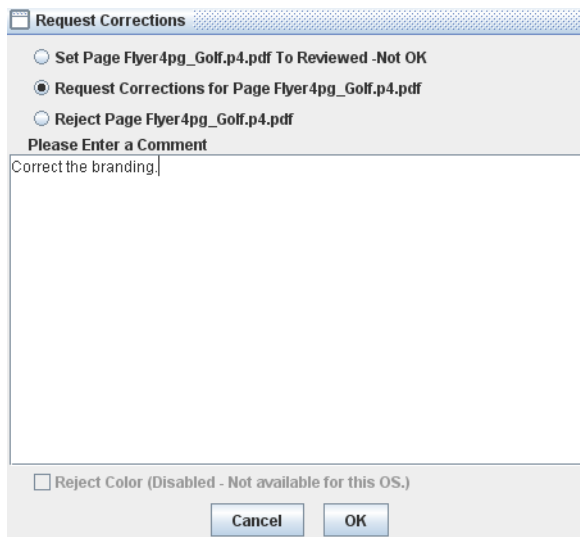 Request Corrections
Set Page Flyer4pg_Golf.p4.pdf To Reviewed -Not OK
Request Corrections for Page Flyer4pg_Golf.p4.pdf
Reject Page Flyer4pg_Golf.p4.pdf
Please Enter a Comment
Correct the branding.
Reject Color (Disabled - Not available for this OS.)
Cancel OK